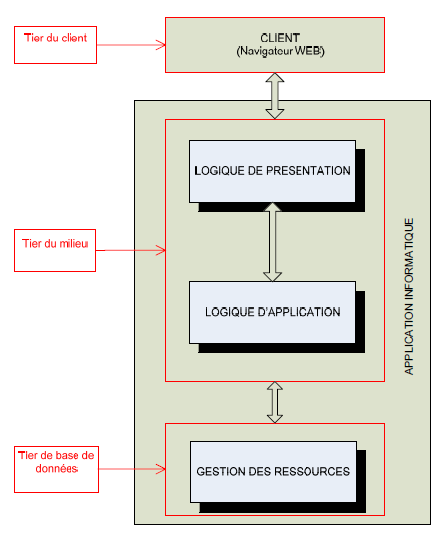 Tier du client
CLIENT
(Navigateur WEB)
LOGIQUE DE PRESENTATION
Tier du milieu
LOGIQUE D'APPLICATION
APPLICATION INFORMATIQUE
Tier de base de
données
GESTION DES RESSOURCES